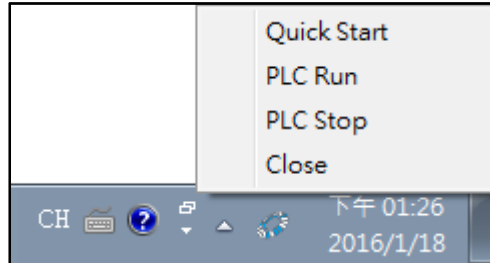 Quick Start
PLC Run
PLC Stop
Close
CH
下午 01:26
2016/1/18